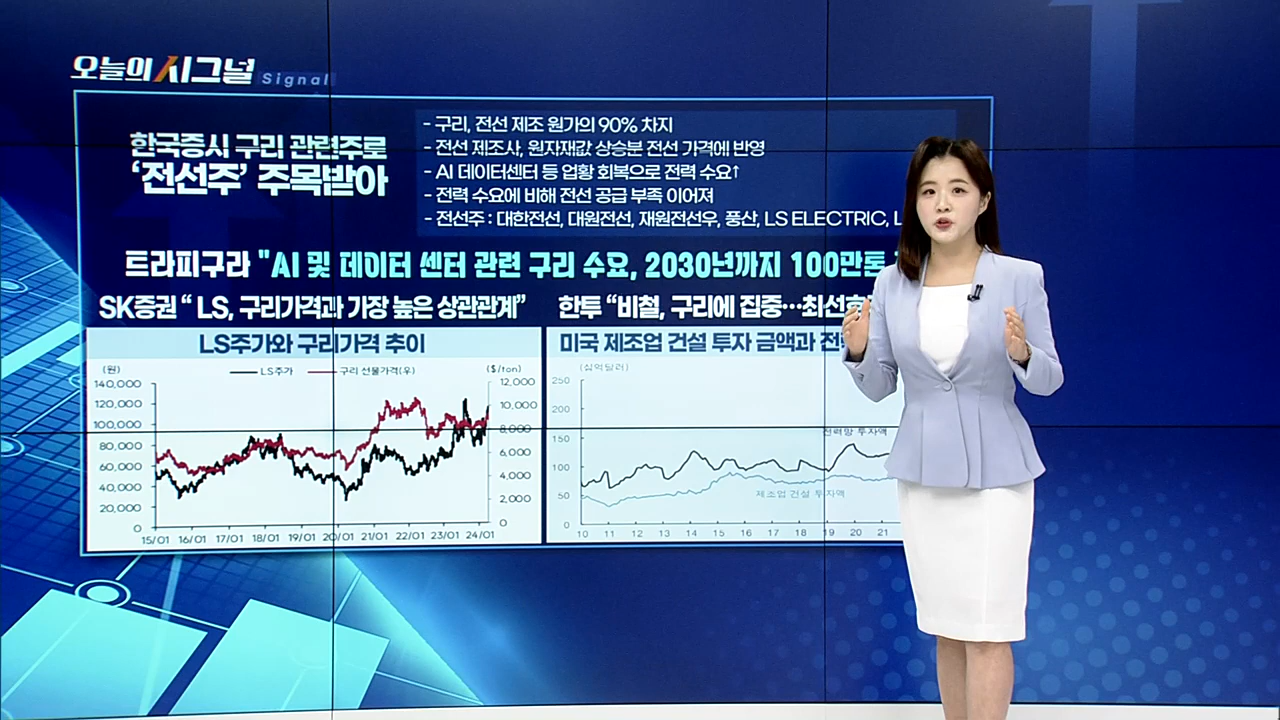 오늘의 시그널 Signal
한국증시 구리 관련주로
‘전선주’ 주목받아
- 구리, 전선 제조 원가의 90% 차지
- 전선 제조사, 원자재값 상승분 전선 가격에 반영
- AI 데이터센터 등 업황 회복으로 전력 수요↑
- 전력 수요에 비해 전선 공급 부족 이어져
- 전선주 : 대한전선, 대원전선, 재원전선우, 풍산, LS ELECTRIC, L
트라피구라 "AI 및 데이터 센터 관련 구리 수요, 2030년까지 100만톤
SK증권 “ LS, 구리가격과 가장 높은 상관관계”
LS주가와 구리가격 추이
(원)
LS주가
구리 선물가격(우)
($/ton)
140,000
120,000
100,000
80,000
60,000
40,000
20,000
0
12,000
10,000
8,000
6,000
4,000
2,000
0
15/01 16/01 17/01 18/01 19/01 20/01 21/01 22/01 23/01 24/01
한투 “비철, 구리에 집중…최선호
미국 제조업 건설 투자 금액과 전
(십억달러)
250
200
150
100
50
0
전력망 투자액
제조업 건설 투자액
10 11 12 13 14 15 16 17 18 19 20 21